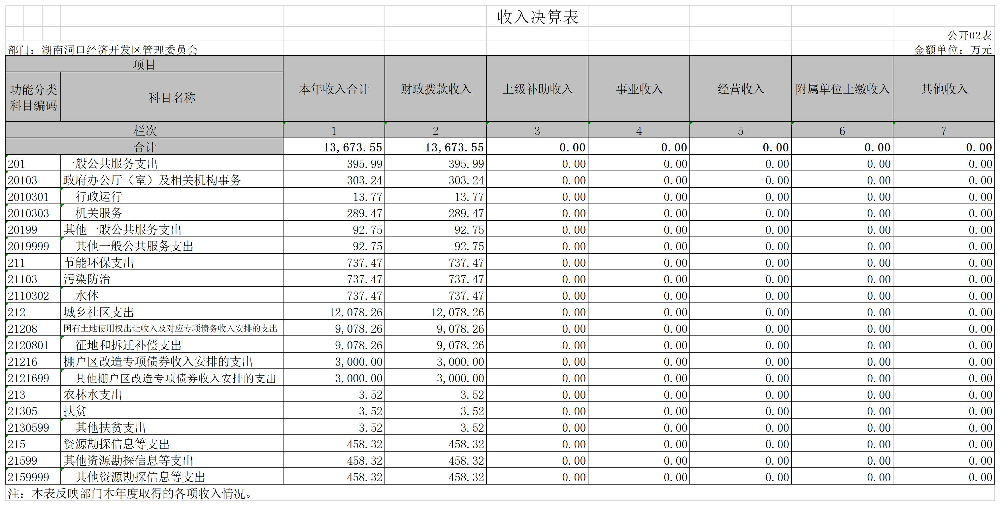 收入决算表
公开02表
部门：湖南洞口经济开发区管理委员会 金额单位：万元
项目 本年收入合计 财政拨款收入 上级补助收入 事业收入 经营收入 附属单位上缴收入 其他收入
功能分类科目编码 科目名称
栏次 1 2 3 4 5 6 7
合计 13,673.55 13,673.55 0.00 0.00 0.00 0.00 0.00
201 一般公共服务支出 395.99 395.99 0.00 0.00 0.00 0.00 0.00
20103 政府办公厅（室）及相关机构事务 303.24 303.24 0.00 0.00 0.00 0.00 0.00
2010301 行政运行 13.77 13.77 0.00 0.00 0.00 0.00 0.00
2010303 机关服务 289.47 289.47 0.00 0.00 0.00 0.00 0.00
20199 其他一般公共服务支出 92.75 92.75 0.00 0.00 0.00 0.00 0.00
2019999 其他一般公共服务支出 92.75 92.75 0.00 0.00 0.00 0.00 0.00
211 节能环保支出 737.47 737.47 0.00 0.00 0.00 0.00 0.00
21103 污染防治 737.47 737.47 0.00 0.00 0.00 0.00 0.00
2110302 水体 737.47 737.47 0.00 0.00 0.00 0.00 0.00
212 城乡社区支出 12,078.26 12,078.26 0.00 0.00 0.00 0.00 0.00
21208 国有土地使用权出让收入及对应专项债务收入安排的支出 9,078.26 9,078.26 0.00 0.00 0.00 0.00 0.00
2120801 征地和拆迁补偿支出 9,078.26 9,078.26 0.00 0.00 0.00 0.00 0.00
21216 棚户区改造专项债券收入安排的支出 3,000.00 3,000.00 0.00 0.00 0.00 0.00 0.00
2121699 其他棚户区改造专项债券收入安排的支出 3,000.00 3,000.00 0.00 0.00 0.00 0.00 0.00
213 农林水支出 3.52 3.52 0.00 0.00 0.00 0.00 0.00
21305 扶贫 3.52 3.52 0.00 0.00 0.00 0.00 0.00
2130599 其他扶贫支出 3.52 3.52 0.00 0.00 0.00 0.00 0.00
215 资源勘探信息等支出 458.32 458.32 0.00 0.00 0.00 0.00 0.00
21599 其他资源勘探信息等支出 458.32 458.32 0.00 0.00 0.00 0.00 0.00
2159999 其他资源勘探信息等支出 458.32 458.32 0.00 0.00 0.00 0.00 0.00
注：本表反映部门本年度取得的各项收入情况。